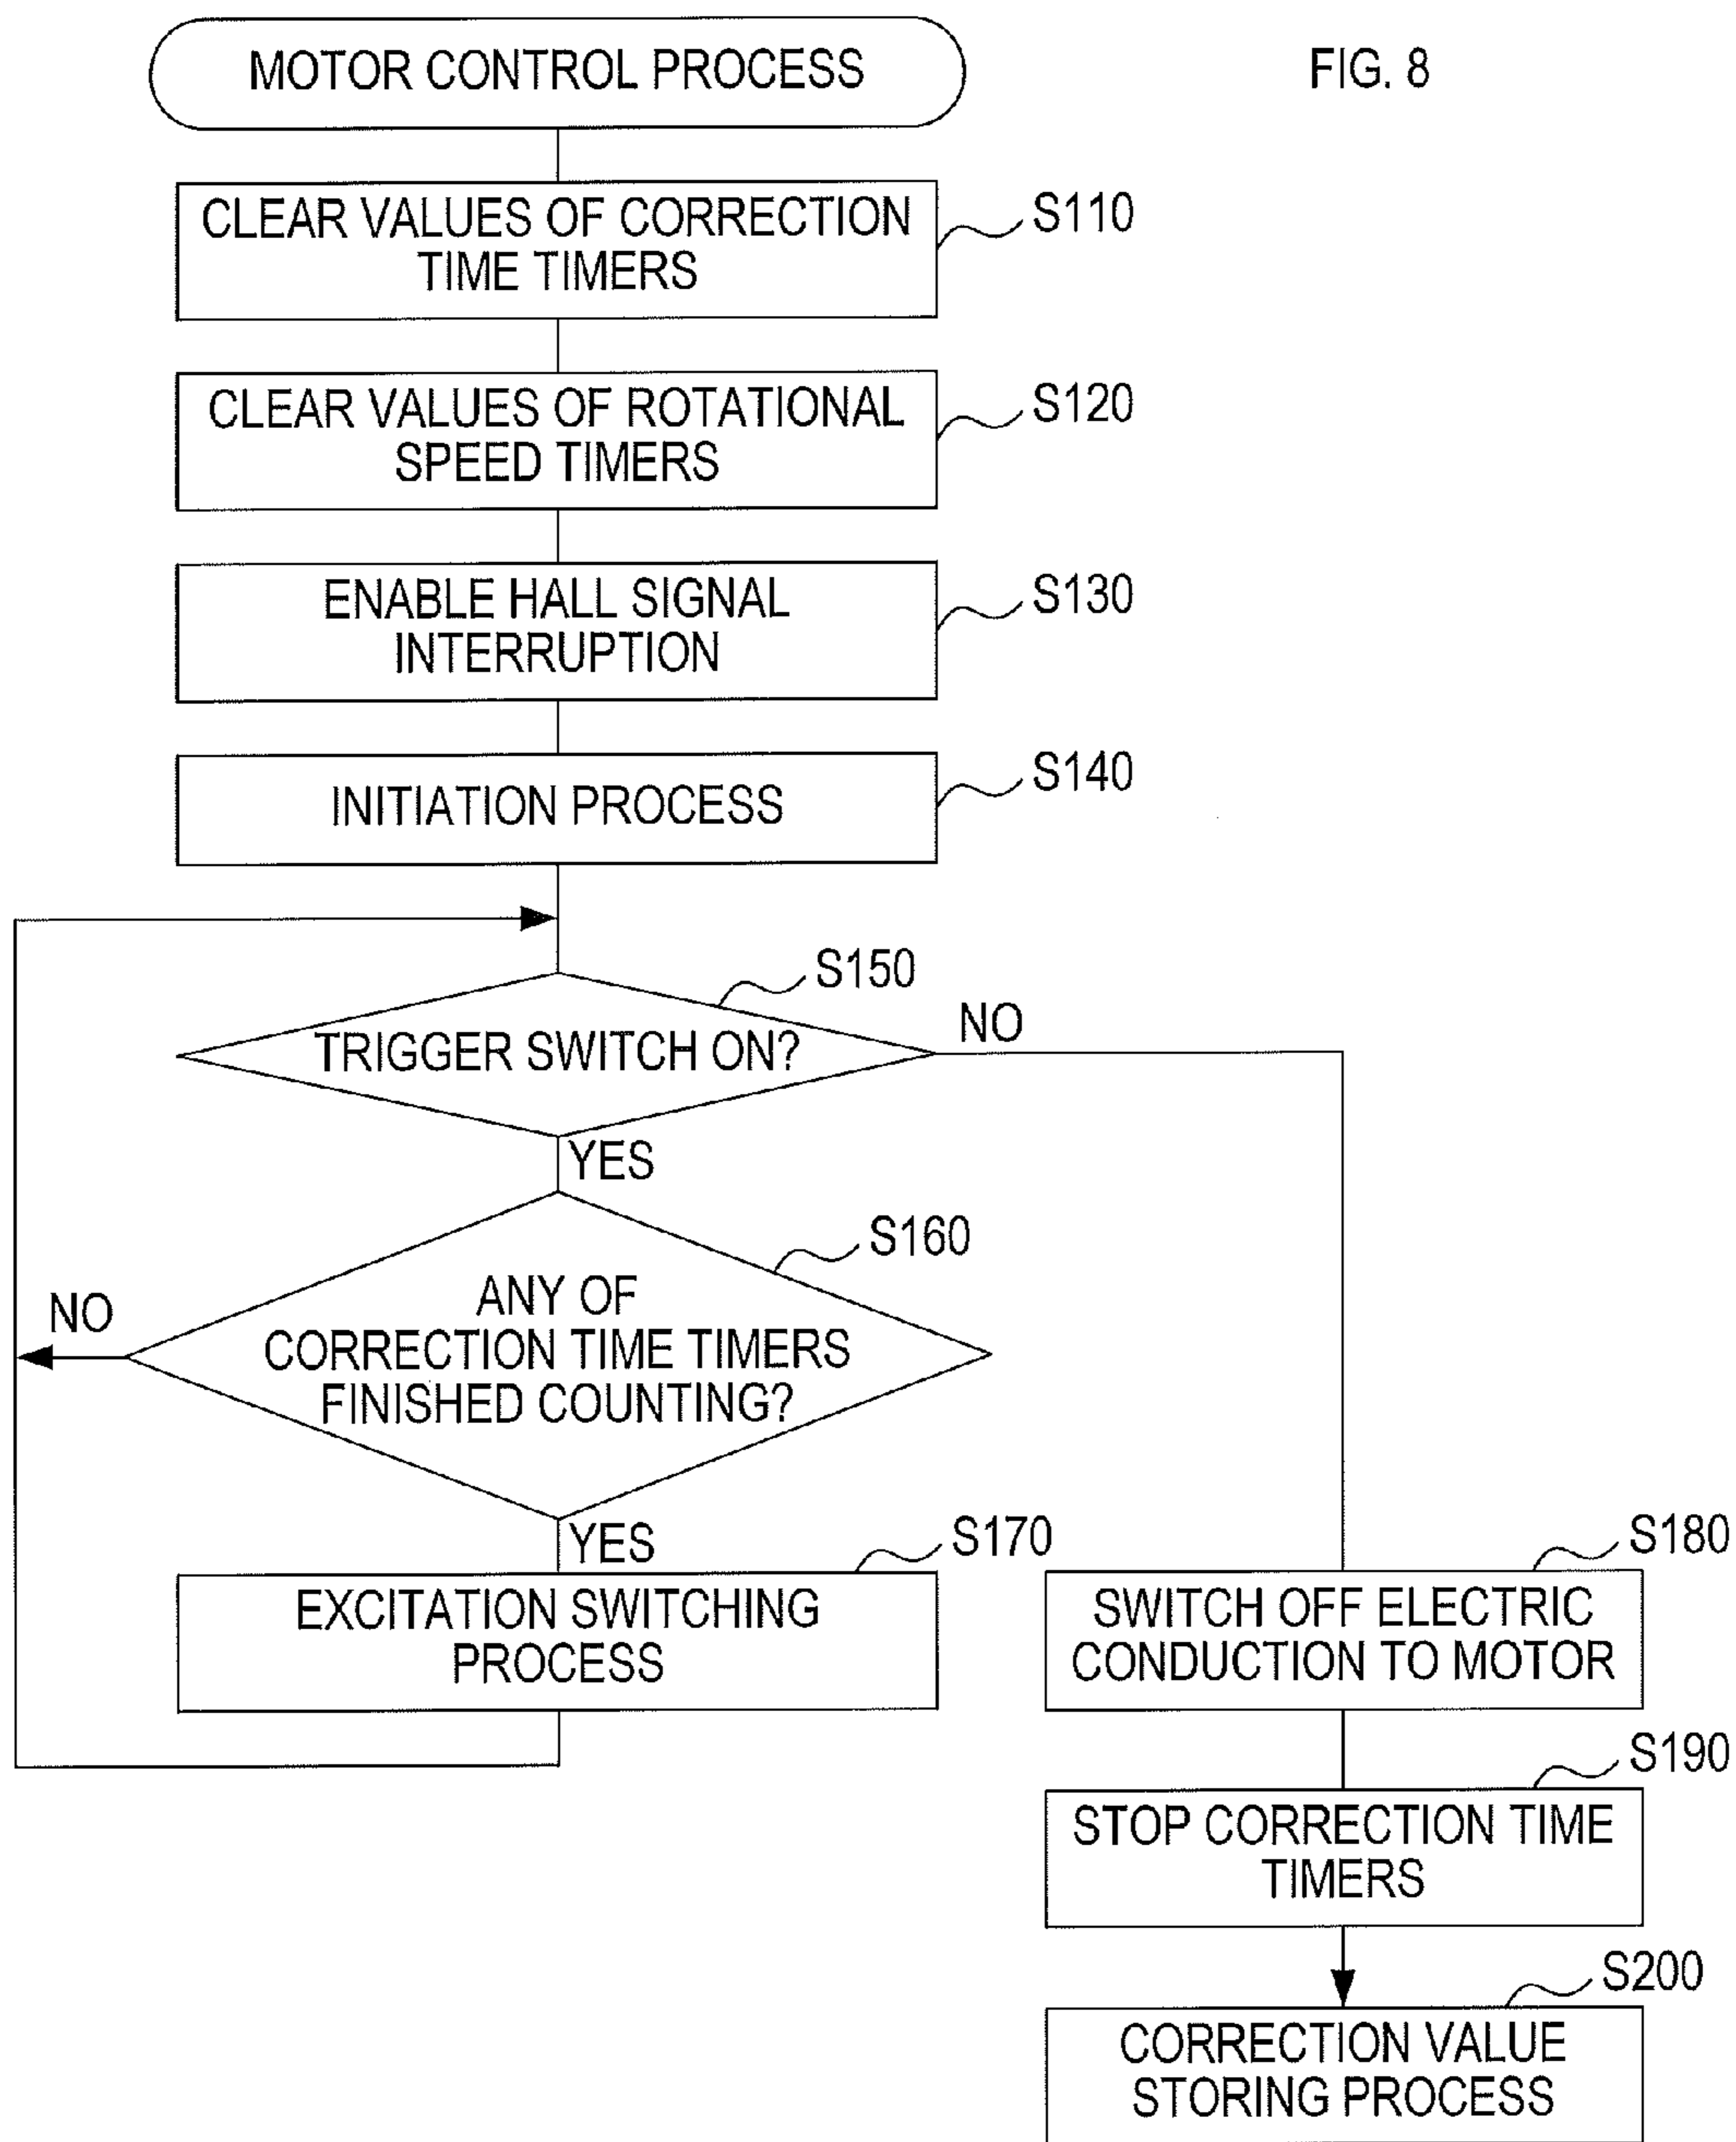 MOTOR CONTROL PROCESS
FIG. 8
CLEAR VALUES OF CORRECTION
TIME TIMERS
S110
CLEAR VALUES OF ROTATIONAL
SPEED TIMERS
S120
ENABLE HALL SIGNAL
INTERRUPTION
S130
INITIATION PROCESS
S140
S150
TRIGGER SWITCH ON?
NO
YES
S160
ANY OF
CORRECTION TIME TIMERS
FINISHED COUNTING?
NO
YES
S170
EXCITATION SWITCHING
PROCESS
S180
SWITCH OFF ELECTRIC
CONDUCTION TO MOTOR
S190
STOP CORRECTION TIME
TIMERS
S200
CORRECTION VALUE
STORING PROCESS